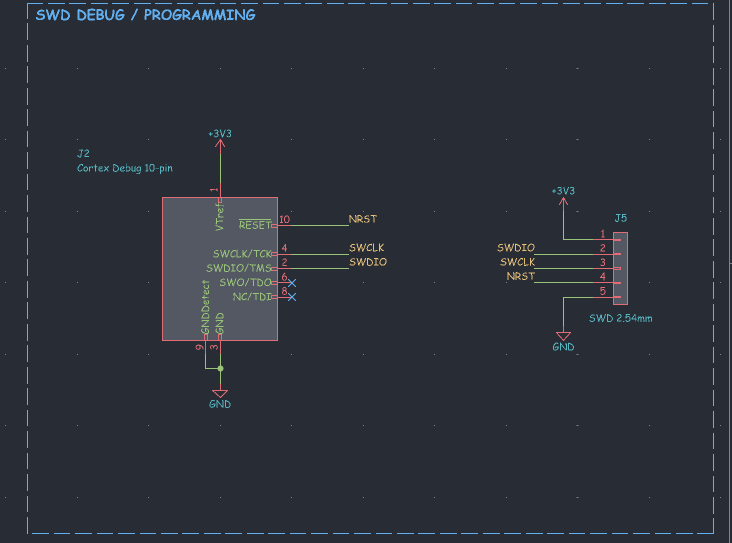 SWD DEBUG / PROGRAMMING
+3V3
J2
Cortex Debug 10-pin
1
VTref
RESET
10
NRST
SWCLK/TCK
4
SWCLK
SWDIO/TMS
2
SWDIO
SWO/TDO
6
NC/TDI
8
GNDDetect
GND
9
3
GND
+3V3
J5
1
SWDIO
2
SWCLK
3
NRST
4
5
SWD 2.54mm
GND